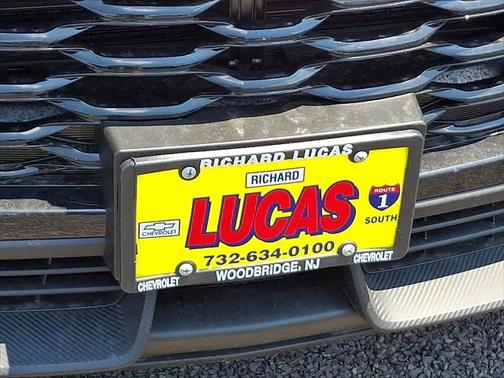 RICHARD LUCAS
RICHARD
LUCAS
CHEVROLET
ROUTE
1
SOUTH
732-634-0100
CHEVROLET
WOODBRIDGE, NJ
CHEVROLET